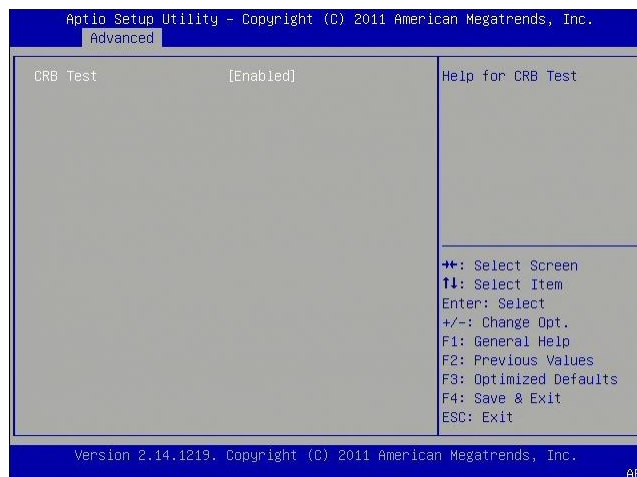 Aptio Setup Utility – Copyright (C) 2011 American Megatrends, Inc.
Advanced
CRB Test [Enabled]
Help for CRB Test
→←: Select Screen
↑↓: Select Item
Enter: Select
+/-: Change Opt.
F1: General Help
F2: Previous Values
F3: Optimized Defaults
F4: Save & Exit
ESC: Exit
Version 2.14.1219. Copyright (C) 2011 American Megatrends, Inc.